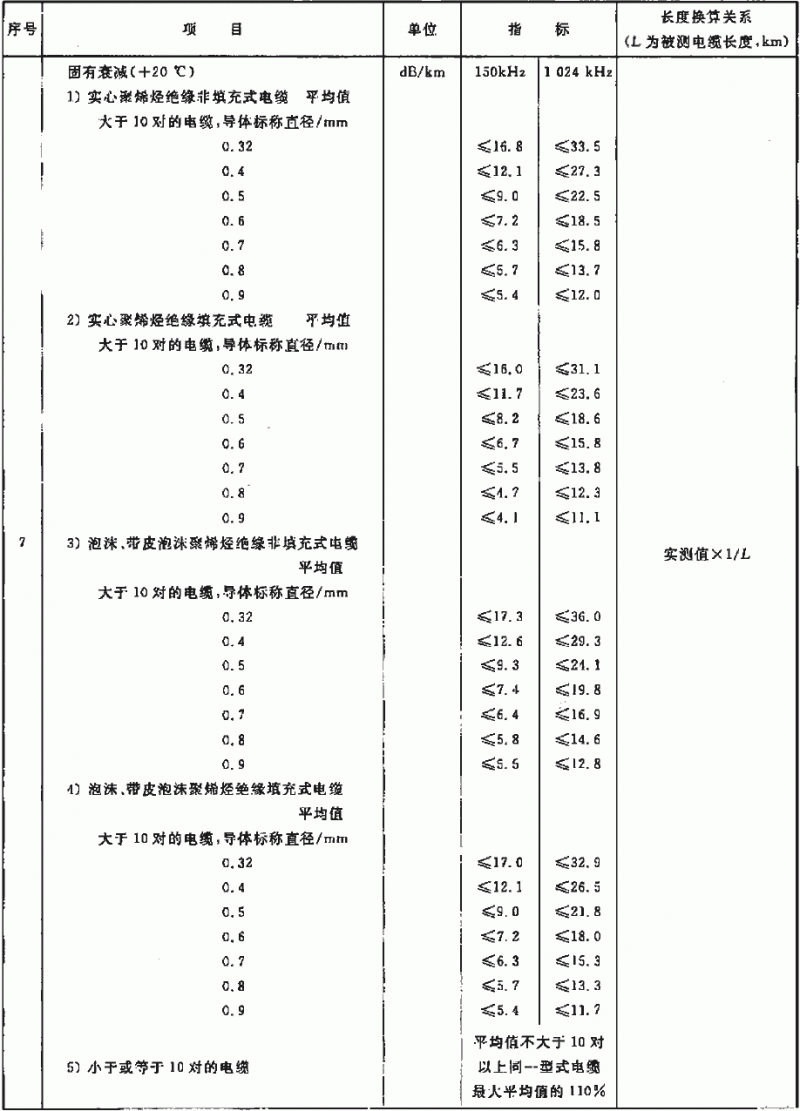 序号 项 目 单位 指 标 长度换算关系
(L 为被测电缆长度,km)
固有衰减(+20 ℃) dB/km 150kHz 1 024 kHz
1) 实心聚烯烃绝缘非填充式电缆 平均值
大于 10 对的电缆,导体标称直径/mm
0.32 ≤16.8 ≤33.5
0.4 ≤12.1 ≤27.3
0.5 ≤9.0 ≤22.5
0.6 ≤7.2 ≤18.5
0.7 ≤6.3 ≤15.8
0.8 ≤5.7 ≤13.7
0.9 ≤5.4 ≤12.0
2) 实心聚烯烃绝缘填充式电缆 平均值
大于 10 对的电缆,导体标称直径/mm
0.32 ≤16.0 ≤31.1
0.4 ≤11.7 ≤23.6
0.5 ≤8.2 ≤18.6
0.6 ≤6.7 ≤15.8
0.7 ≤5.5 ≤13.8
0.8 ≤4.7 ≤12.3
0.9 ≤4.1 ≤11.1
7 3) 泡沫、带皮泡沫聚烯烃绝缘非填充式电缆 实测值×1/L
平均值
大于 10 对的电缆,导体标称直径/mm
0.32 ≤17.3 ≤36.0
0.4 ≤12.6 ≤29.3
0.5 ≤9.3 ≤24.1
0.6 ≤7.4 ≤19.8
0.7 ≤6.4 ≤16.9
0.8 ≤5.8 ≤14.6
0.9 ≤5.5 ≤12.8
4) 泡沫、带皮泡沫聚烯烃绝缘填充式电缆
平均值
大于 10 对的电缆,导体标称直径/mm
0.32 ≤17.0 ≤32.9
0.4 ≤12.1 ≤26.5
0.5 ≤9.0 ≤21.8
0.6 ≤7.2 ≤18.0
0.7 ≤6.3 ≤15.3
0.8 ≤5.7 ≤13.3
0.9 ≤5.4 ≤11.7
5) 小于或等于 10 对的电缆
平均值不大于 10 对
以上同一型式电缆
最大平均值的 110%